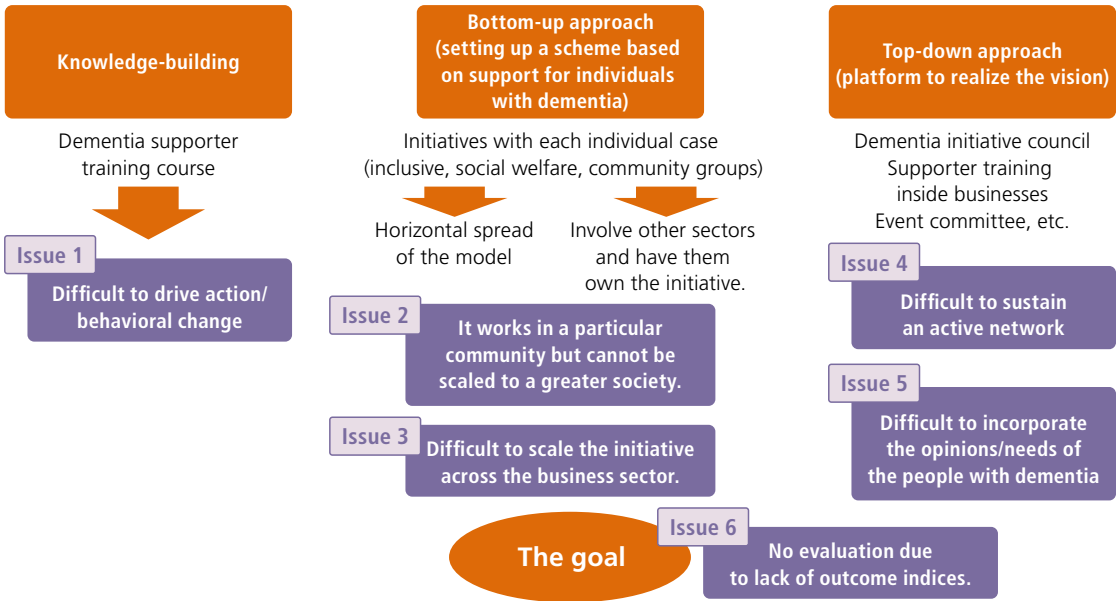 Knowledge-building
Dementia supporter
training course
Issue 1
Difficult to drive action/
behavioral change
Bottom-up approach
(setting up a scheme based
on support for individuals
with dementia)
Initiatives with each individual case
(inclusive, social welfare, community groups)
Horizontal spread
of the model
Involve other sectors
and have them
own the initiative.
Issue 2
It works in a particular
community but cannot be
scaled to a greater society.
Issue 3
Difficult to scale the initiative
across the business sector.
Top-down approach
(platform to realize the vision)
Dementia initiative council
Supporter training
inside businesses
Event committee, etc.
Issue 4
Difficult to sustain
an active network
Issue 5
Difficult to incorporate
the opinions/needs of
the people with dementia
The goal
Issue 6
No evaluation due
to lack of outcome indices.